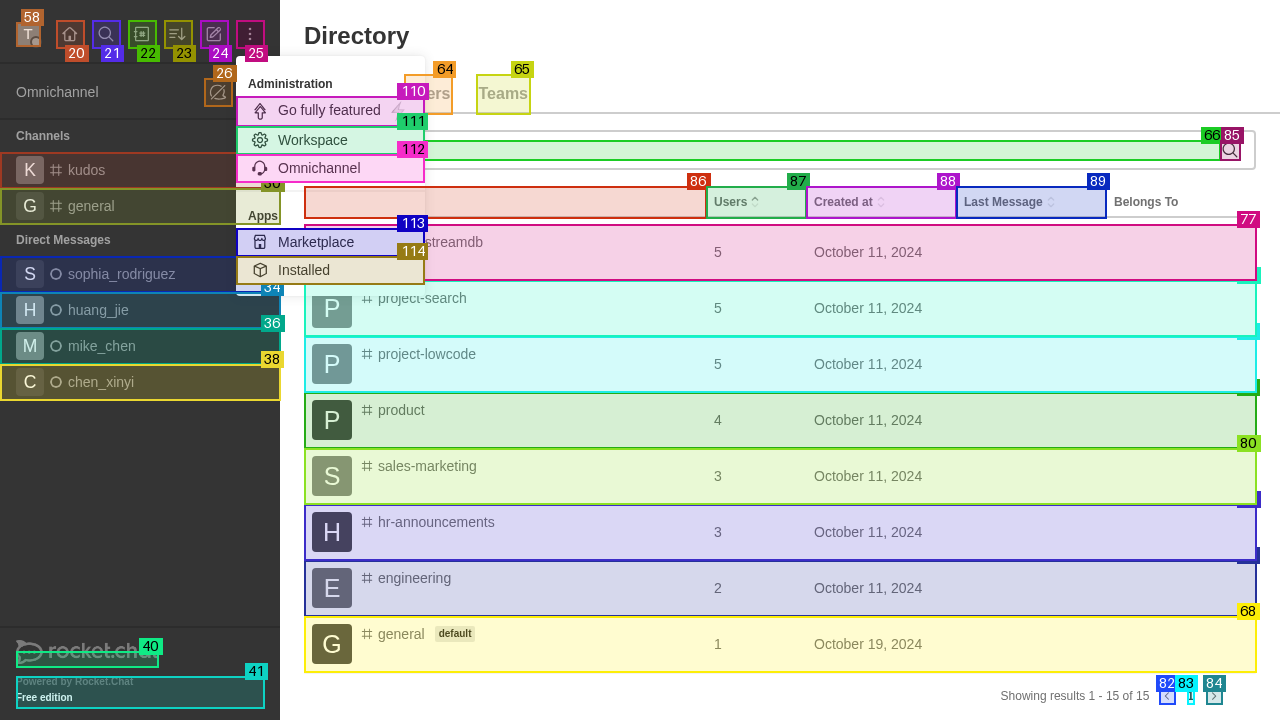 58
T
20
21
22
23
24
25
Directory
Omnichannel
26
Administration
110
Go fully featured
111
Workspace
112
Omnichannel
Apps
113
Marketplace
114
Installed
64
ers
65
Teams
66
85
Channels
K
kudos
30
G
general
Direct Messages
S
sophia_rodriguez
34
H
huang_jie
36
M
mike_chen
38
C
chen_xinyi
86
87
88
89
Users
Created at
Last Message
Belongs To
77
streamdb
5
October 11, 2024
P
project-search
5
October 11, 2024
P
project-lowcode
5
October 11, 2024
P
product
4
October 11, 2024
80
S
sales-marketing
3
October 11, 2024
H
hr-announcements
3
October 11, 2024
E
engineering
2
October 11, 2024
68
G
general
default
1
October 19, 2024
40
rocket.cha
41
Powered by Rocket.Chat
Free edition
82
83
84
Showing results 1 - 15 of 15
1